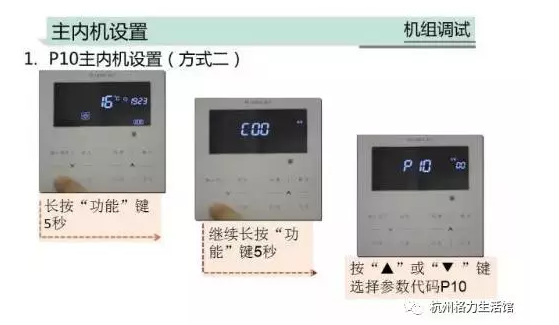 主内机设置
机组调试
1. P10主内机设置（方式二）
16 °C 1923
C00
P10 00
长按“功能”键
5秒
继续长按“功
能”键5秒
按“▲”或“▼”键
选择参数代码P10
杭州格力生活馆